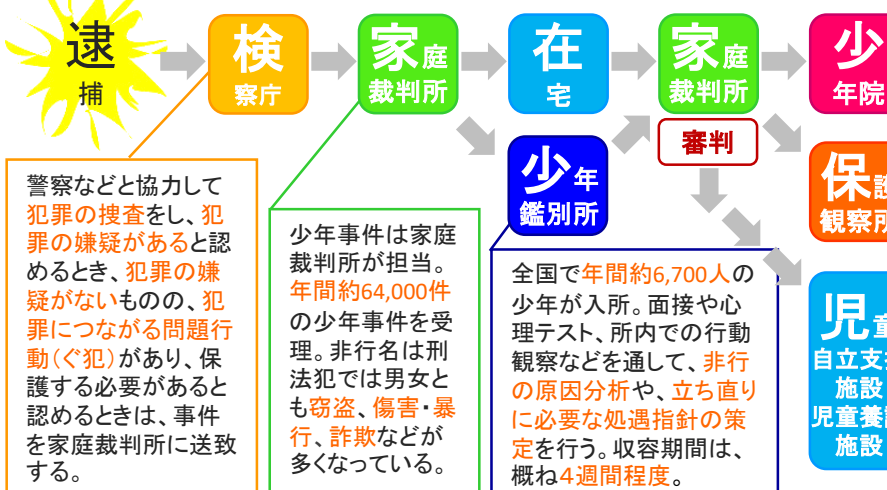 逮
捕
検
察庁
家庭
裁判所
在
宅
少年
鑑別所
家庭
裁判所
審判
少
年院
保護
観察所
児童
自立支援
施設
児童養護
施設
警察などと協力して
犯罪の捜査をし、犯
罪の嫌疑があると認
めるとき、犯罪の嫌
疑がないものの、犯
罪につながる問題行
動(ぐ犯)があり、保
護する必要があると
認めるときは、事件
を家庭裁判所に送致
する。
少年事件は家庭
裁判所が担当。
年間約64,000件
の少年事件を受
理。非行名は刑
法犯では男女と
も窃盗、傷害・暴
行、詐欺などが
多くなっている。
全国で年間約6,700人の
少年が入所。面接や心
理テスト、所内での行動
観察などを通して、非行
の原因分析や、立ち直り
に必要な処遇指針の策
定を行う。収容期間は、
概ね4週間程度。